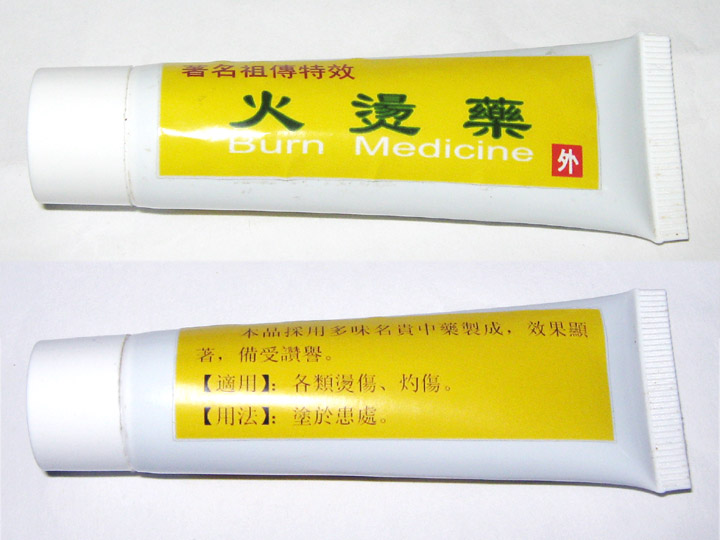 著名祖傳特效
火燙藥
Burn Medicine
外
本品採用多味名貴中藥製成，效果顯
著，備受讚譽。
【適用】：各類燙傷、灼傷。
【用法】：塗於患處。